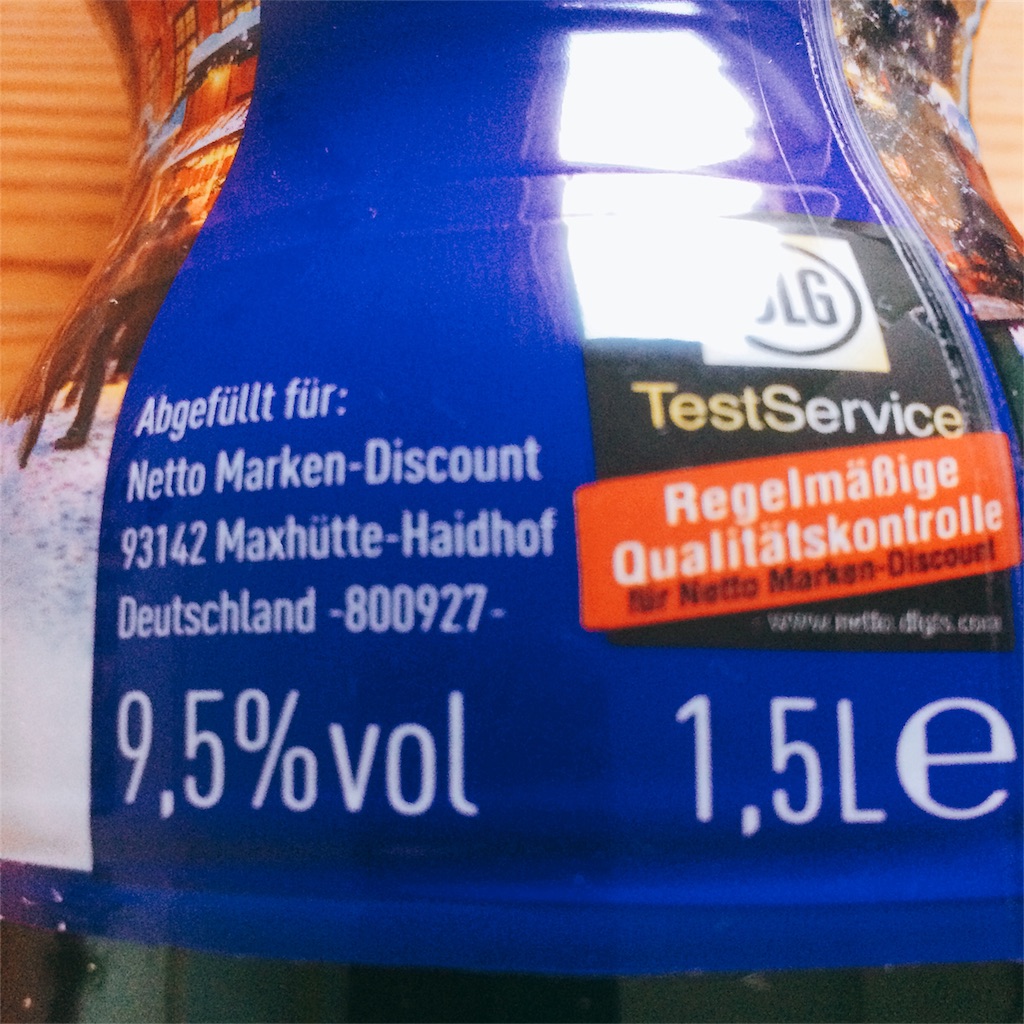 Abgefüllt für:
Netto Marken-Discount
93142 Maxhütte-Haidhof
Deutschland -800927-
9,5%vol
1,5L℮
DLG
TestService
Regelmäßige
Qualitätskontrolle
für Netto Marken-Discount
www.netto.dlgts.com